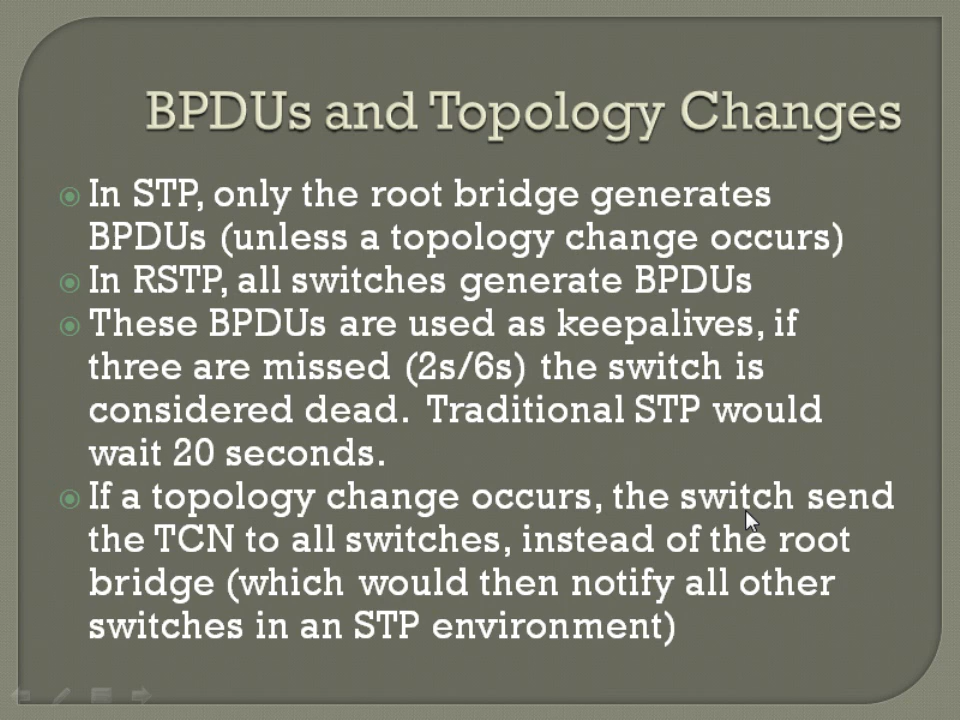 BPDUs and Topology Changes
In STP, only the root bridge generates
BPDUs (unless a topology change occurs)
In RSTP, all switches generate BPDUs
These BPDUs are used as keepalives, if
three are missed (2s/6s) the switch is
considered dead.  Traditional STP would
wait 20 seconds.
If a topology change occurs, the switch send
the TCN to all switches, instead of the root
bridge (which would then notify all other
switches in an STP environment)